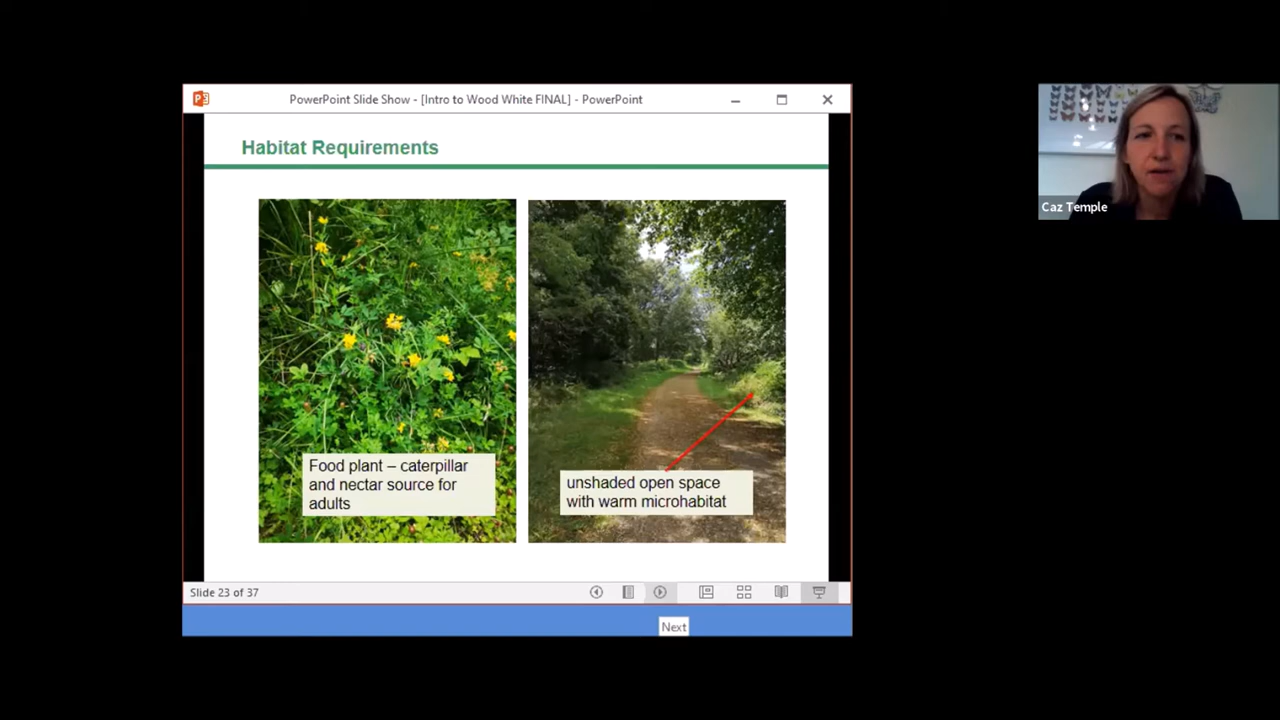 PowerPoint Slide Show - [Intro to Wood White FINAL] - PowerPoint
Habitat Requirements
Food plant – caterpillar
and nectar source for
adults
unshaded open space
with warm microhabitat
Slide 23 of 37
Next
Caz Temple